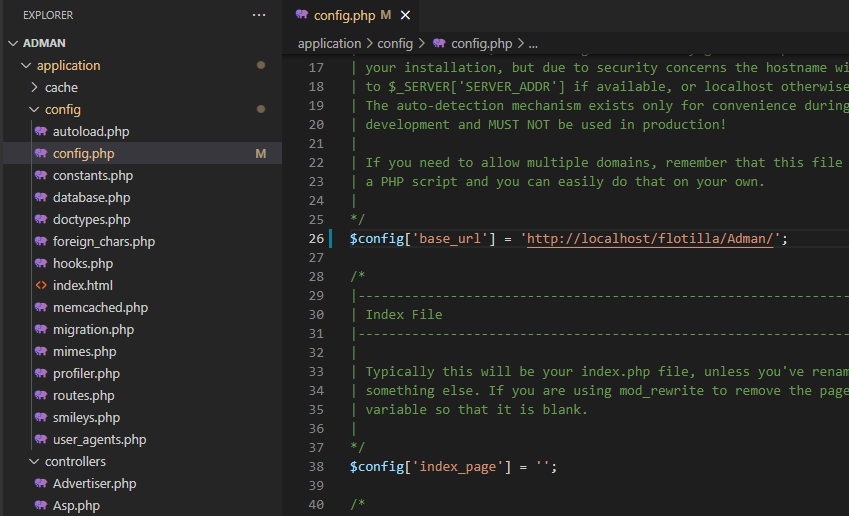 EXPLORER
ADMAN
application
cache
config
autoload.php
config.php M
constants.php
database.php
doctypes.php
foreign_chars.php
hooks.php
index.html
memcached.php
migration.php
mimes.php
profiler.php
routes.php
smileys.php
user_agents.php
controllers
Advertiser.php
Asp.php
config.php M
application > config > config.php > ...
17 | your installation, but due to security concerns the hostname wi
18 | to $_SERVER['SERVER_ADDR'] if available, or localhost otherwise
19 | The auto-detection mechanism exists only for convenience during
20 | development and MUST NOT be used in production!
21 |
22 | If you need to allow multiple domains, remember that this file
23 | a PHP script and you can easily do that on your own.
24 |
25 */
26 $config['base_url'] = 'http://localhost/flotilla/Adman/';
27
28 /*
29 |---------------------------------------------------------------
30 | Index File
31 |---------------------------------------------------------------
32 |
33 | Typically this will be your index.php file, unless you've renam
34 | something else. If you are using mod_rewrite to remove the page
35 | variable so that it is blank.
36 |
37 */
38 $config['index_page'] = '';
39
40 /*